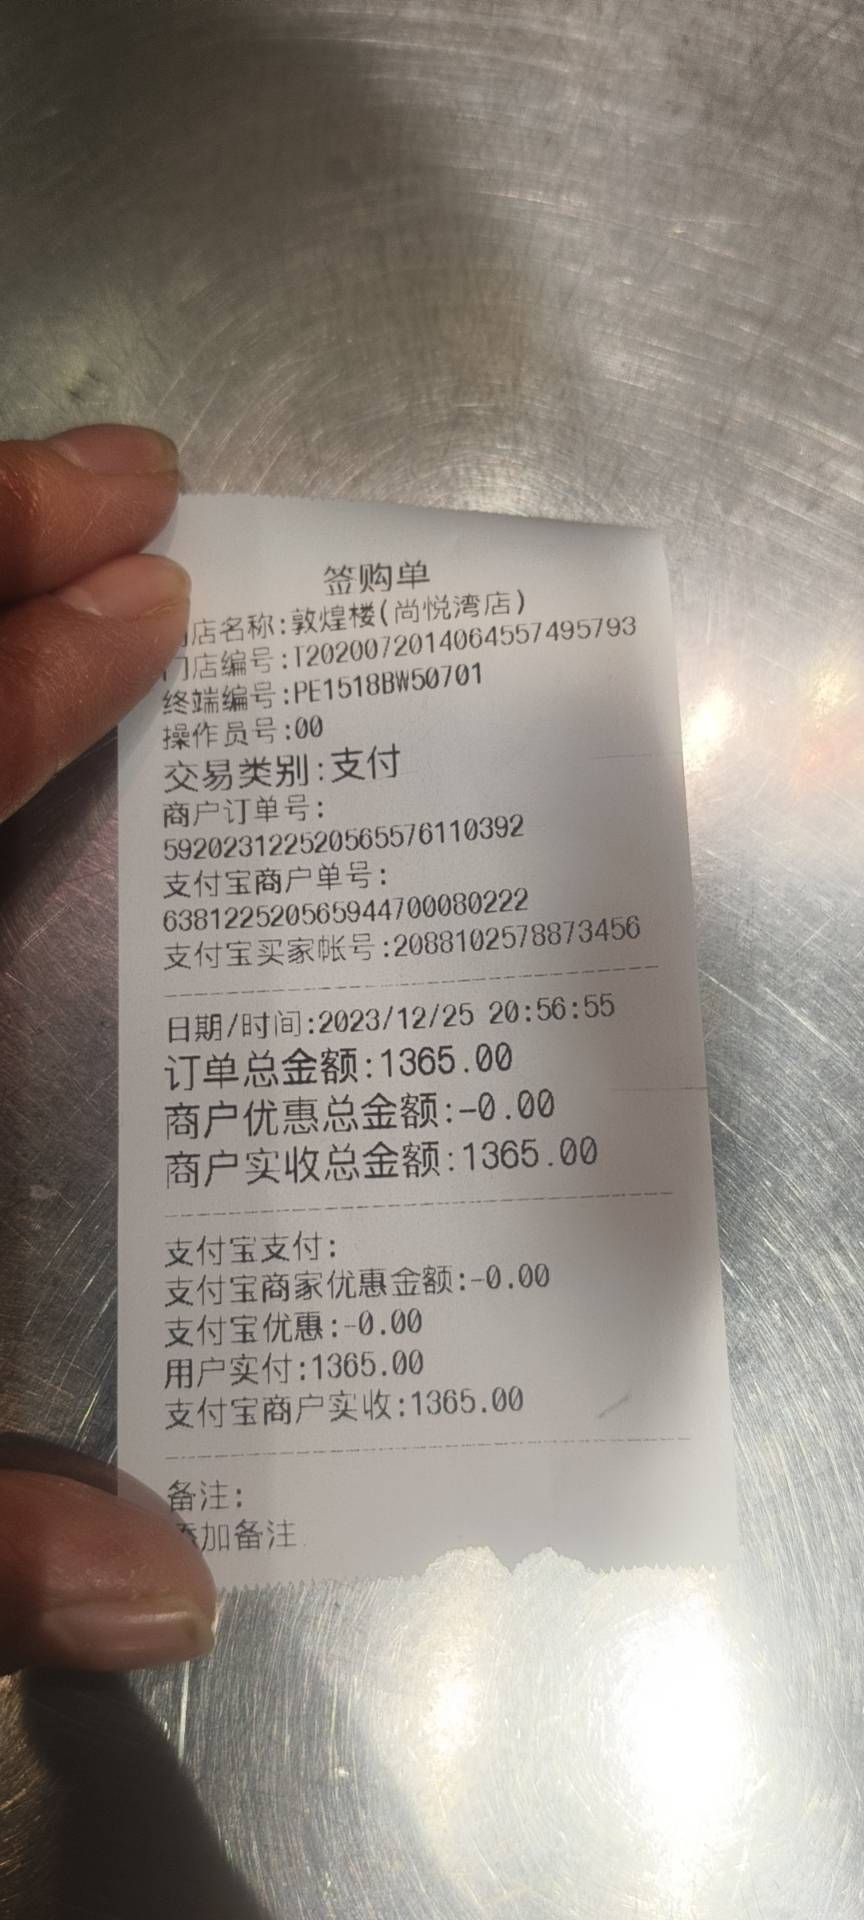 签购单
门店名称:敦煌楼(尚悦湾店)
门店编号:T2020072014064557495793
终端编号:PE1518BW50701
操作员号:00
交易类别:支付
商户订单号:
592023122520565576110392
支付宝商户单号:
638122520565944700080222
支付宝买家帐号:2088102578873456
日期/时间:2023/12/25 20:56:55
订单总金额:1365.00
商户优惠总金额:-0.00
商户实收总金额:1365.00
支付宝支付:
支付宝商家优惠金额:-0.00
支付宝优惠:-0.00
用户实付:1365.00
支付宝商户实收:1365.00
备注:
添加备注